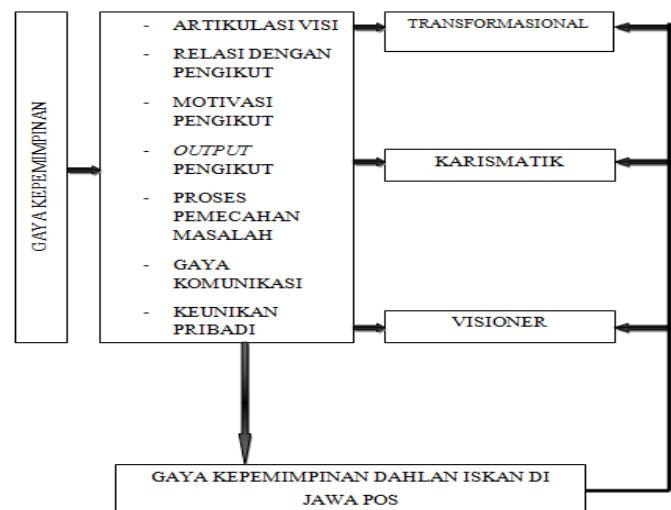 GAYA KEPEMIMPINAN
- ARTIKULASI VISI
- RELASI DENGAN
PENGIKUT
- MOTIVASI
PENGIKUT
- OUTPUT
PENGIKUT
- PROSES
PEMECAHAN
MASALAH
- GAYA
KOMUNIKASI
- KEUNIKAN
PRIBADI
TRANSFORMASIONAL
KARISMATIK
VISIONER
GAYA KEPEMIMPINAN DAHLAN ISKAN DI
JAWA POS